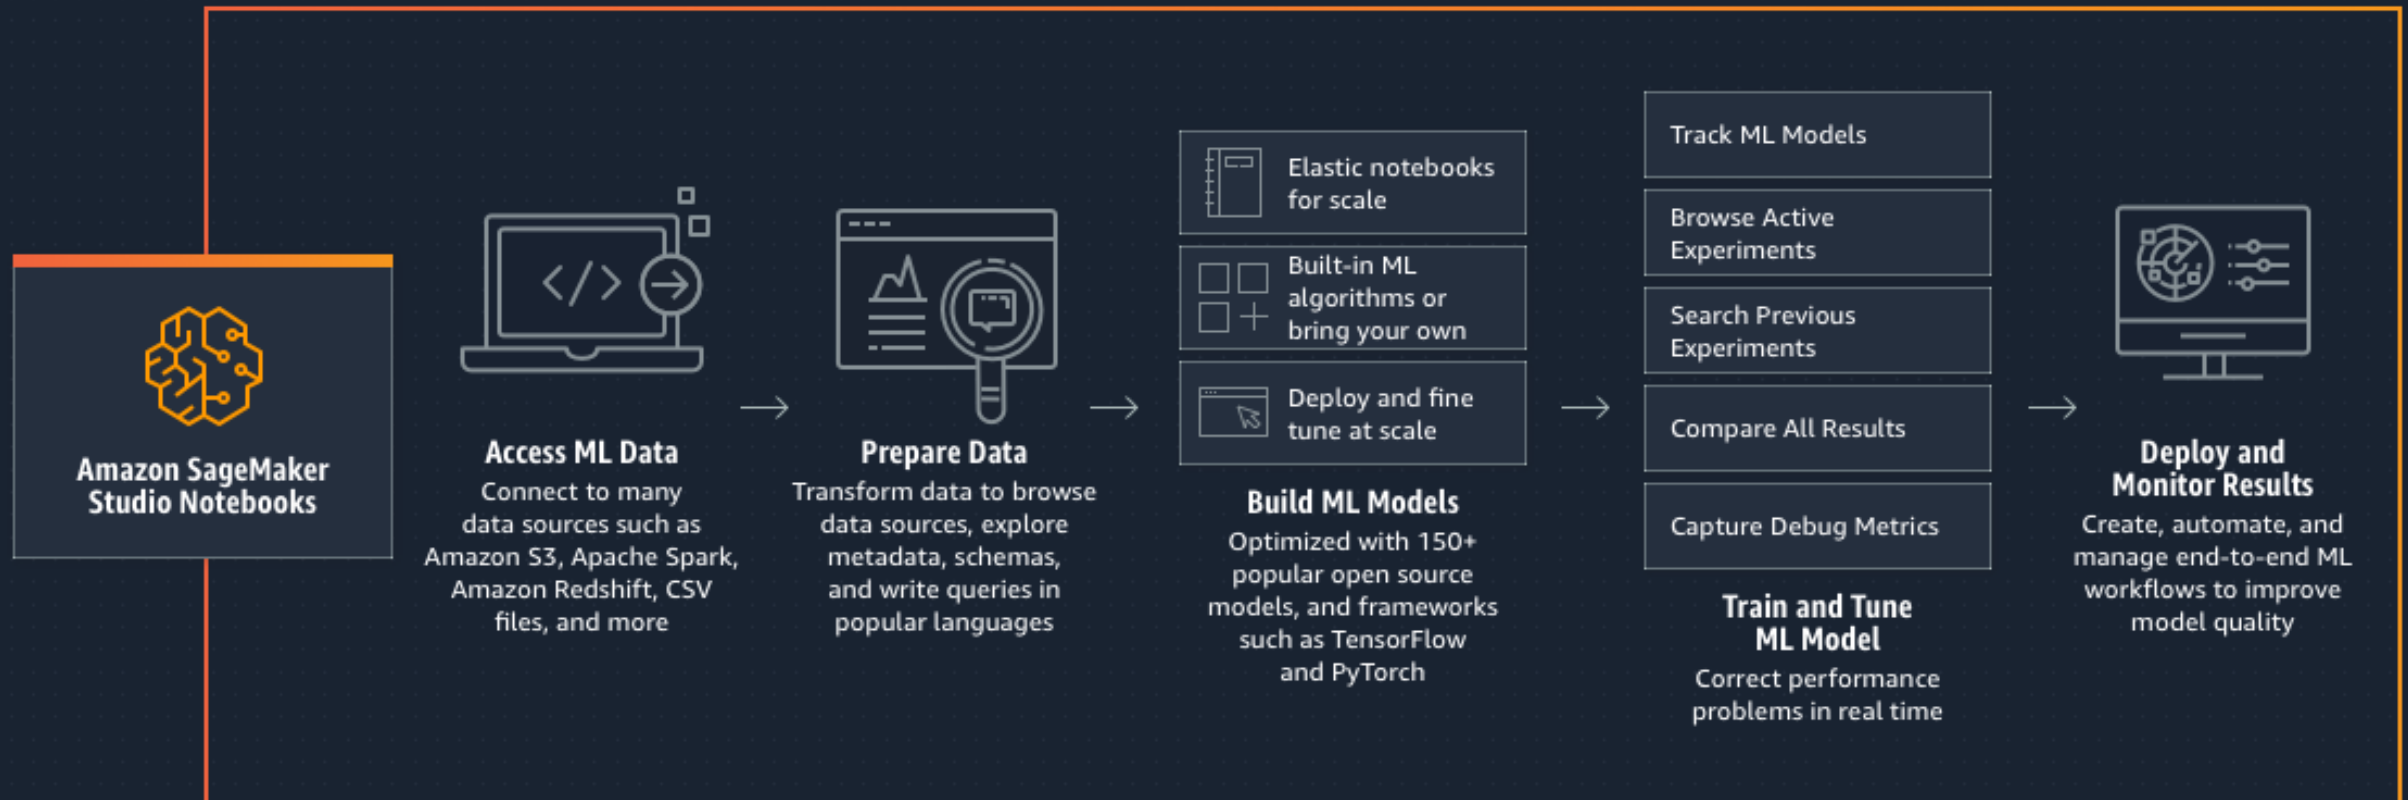 Amazon SageMaker
Studio Notebooks
Access ML Data
Connect to many
data sources such as
Amazon S3, Apache Spark,
Amazon Redshift, CSV
files, and more
Prepare Data
Transform data to browse
data sources, explore
metadata, schemas,
and write queries in
popular languages
Elastic notebooks
for scale
Built-in ML
algorithms or
bring your own
Deploy and fine
tune at scale
Build ML Models
Optimized with 150+
popular open source
models, and frameworks
such as TensorFlow
and PyTorch
Track ML Models
Browse Active
Experiments
Search Previous
Experiments
Compare All Results
Capture Debug Metrics
Train and Tune
ML Model
Correct performance
problems in real time
Deploy and
Monitor Results
Create, automate, and
manage end-to-end ML
workflows to improve
model quality